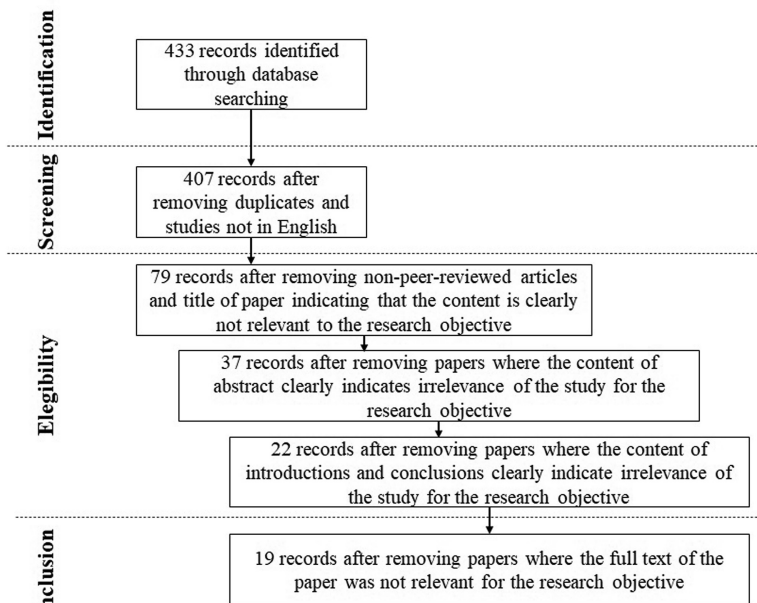 Identification
433 records identified
through database
searching
Screening
407 records after
removing duplicates and
studies not in English
Elegibility
79 records after removing non-peer-reviewed articles
and title of paper indicating that the content is clearly
not relevant to the research objective
37 records after removing papers where the content of
abstract clearly indicates irrelevance of the study for the
research objective
22 records after removing papers where the content of
introductions and conclusions clearly indicate irrelevance of
the study for the research objective
nclusion
19 records after removing papers where the full text of the
paper was not relevant for the research objective